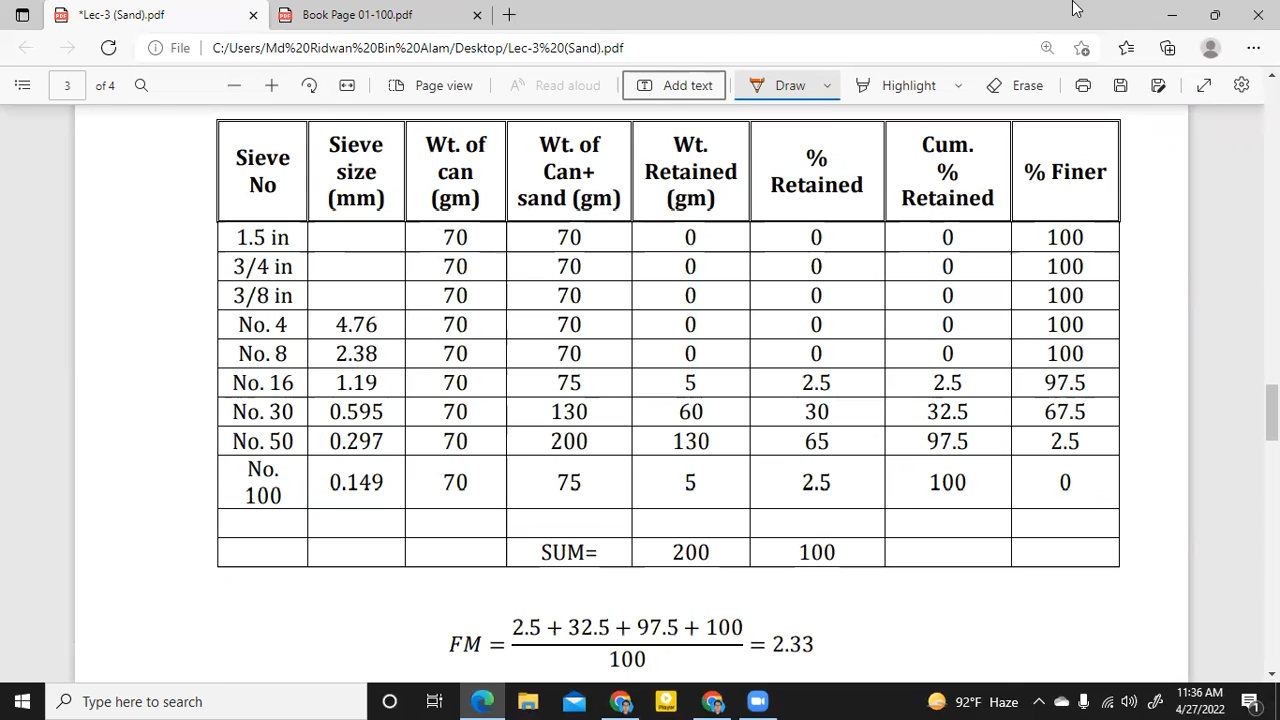 *Lec-3 (Sand).pdf
Book Page 01-100.pdf
File C:/Users/Md%20Ridwan%20Bin%20Alam/Desktop/Lec-3%20(Sand).pdf
3 of 4 Page view Read aloud Add text Draw Highlight Erase
Sieve No Sieve size (mm) Wt. of can (gm) Wt. of Can+ sand (gm) Wt. Retained (gm) % Retained Cum. % Retained % Finer
1.5 in 70 70 0 0 0 100
3/4 in 70 70 0 0 0 100
3/8 in 70 70 0 0 0 100
No. 4 4.76 70 70 0 0 0 100
No. 8 2.38 70 70 0 0 0 100
No. 16 1.19 70 75 5 2.5 2.5 97.5
No. 30 0.595 70 130 60 30 32.5 67.5
No. 50 0.297 70 200 130 65 97.5 2.5
No. 100 0.149 70 75 5 2.5 100 0
SUM= 200 100
FM = 2.5 + 32.5 + 97.5 + 100 / 100 = 2.33
Type here to search
Player
92°F Haze
11:36 AM
4/27/2022
1